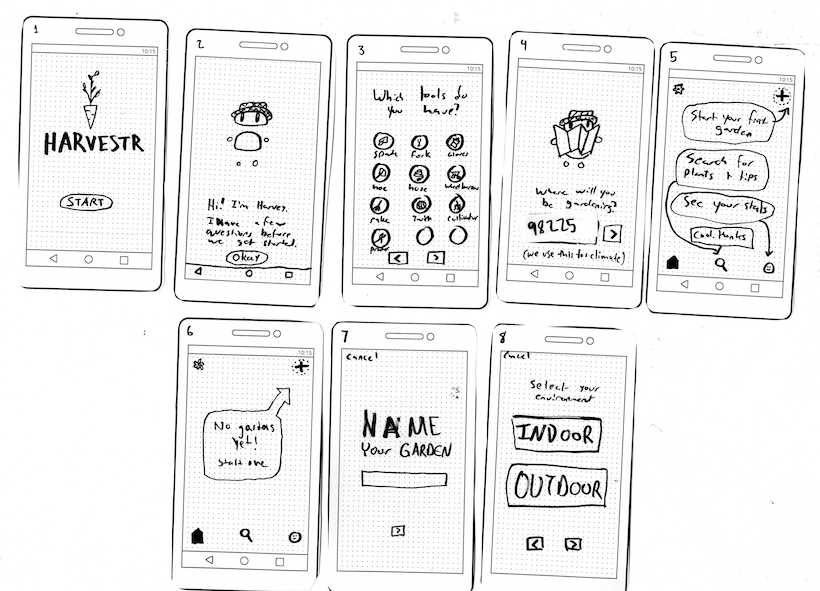 1
10:15
HARVESTR
START
2
10:15
Hi! I'm Harvey.
I have a few
questions before
we get started.
Okay
3
10:15
Which tools do
you have?
spade
fork
gloves
hoe
hose
wheelbarrow
rake
cultivator
4
10:15
Where will you
be gardening?
98225
>
(we use this for climate)
5
10:15
+
Start your first
garden
Search for
plants + tips
See your stats
Cool, thanks
6
10:15
+
No gardens
yet!
Start one
7
Cancel
NAME
Your GARDEN
>
8
Cancel
Select your
environment
INDOOR
OUTDOOR
< >